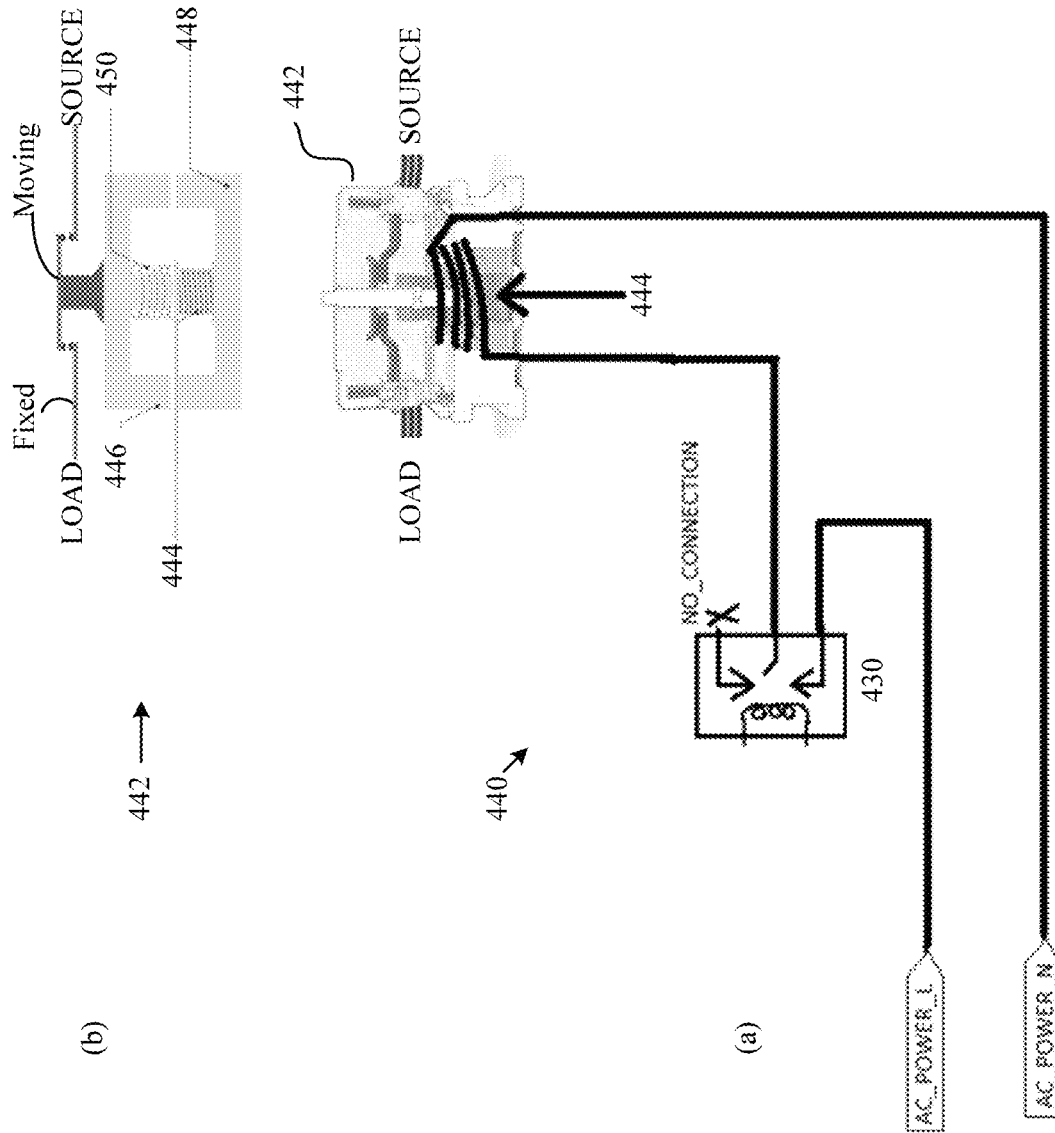 Fixed
Moving
LOAD
SOURCE
446
450
444
448
442
(b)
442
LOAD
SOURCE
440
444
NO_CONNECTION
X
430
(a)
AC_POWER_L
AC_POWER_N